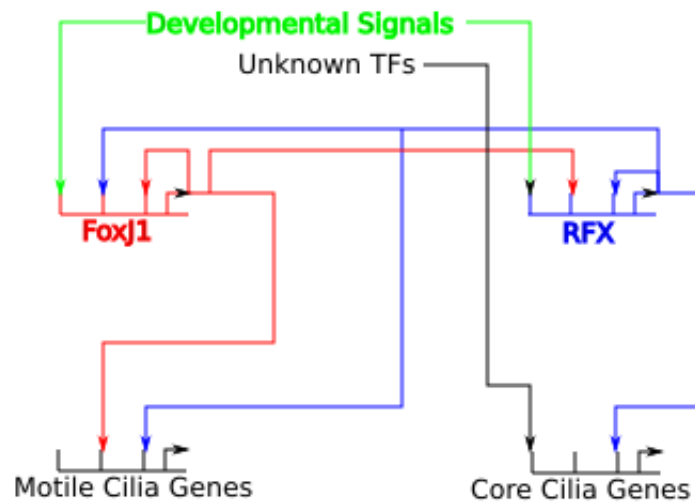 Developmental Signals
Unknown TFs
FoxJ1
RFX
Motile Cilia Genes
Core Cilia Genes